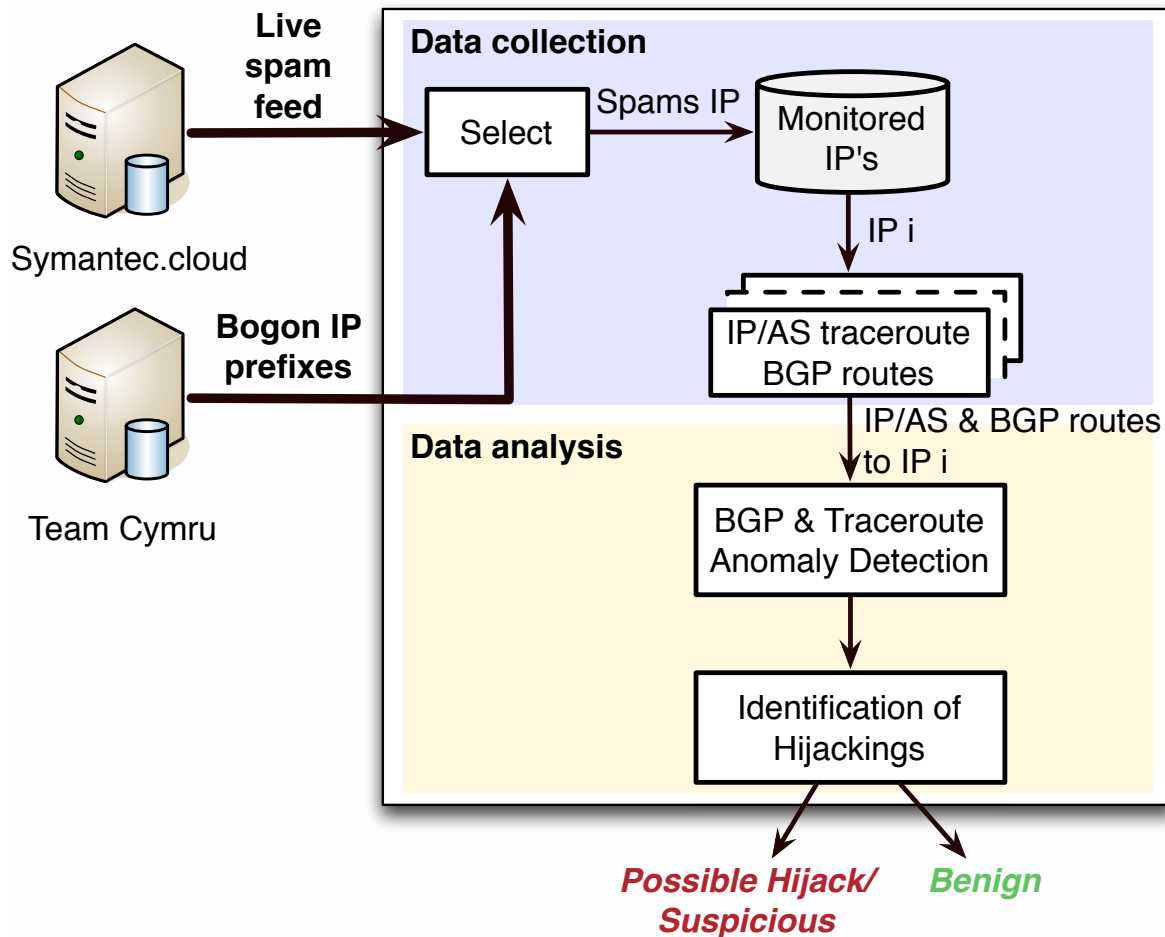 Live
spam
feed
Data collection
Select
Spams IP
Monitored
IP's
Symantec.cloud
IP i
Bogon IP
prefixes
IP/AS traceroute
BGP routes
IP/AS & BGP routes
to IP i
Data analysis
Team Cymru
BGP & Traceroute
Anomaly Detection
Identification of
Hijackings
Possible Hijack/
Suspicious
Benign